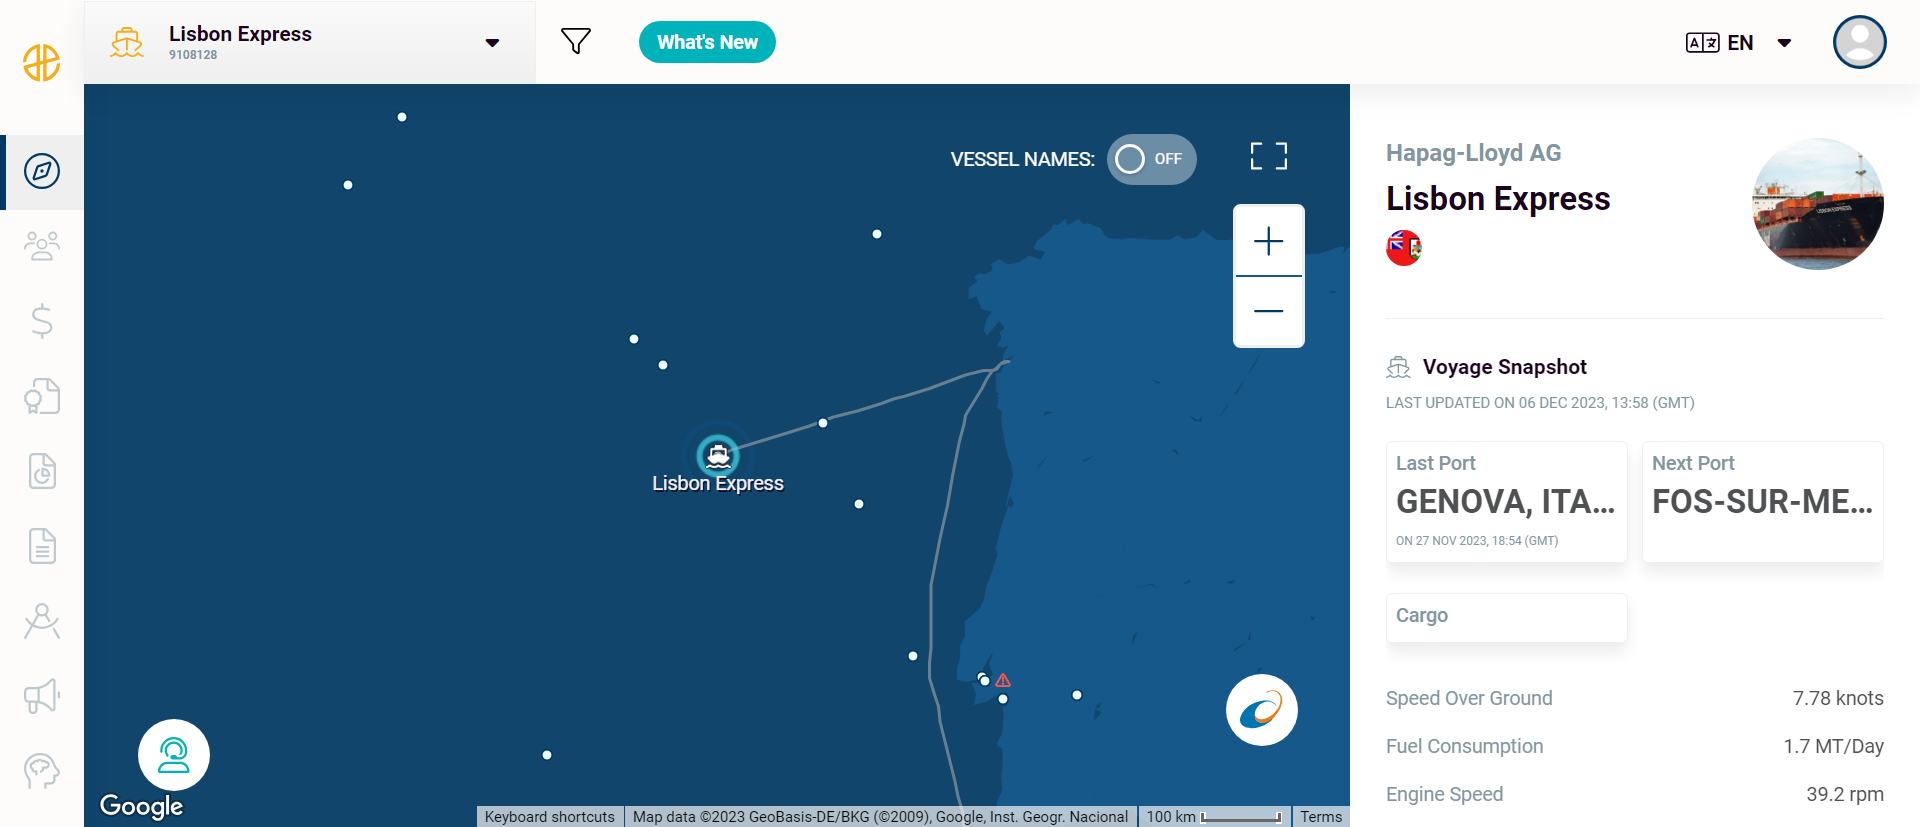 Lisbon Express
9108128
What's New
EN
VESSEL NAMES: OFF
Lisbon Express
Google
Keyboard shortcuts
Map data ©2023 GeoBasis-DE/BKG (©2009), Google, Inst. Geogr. Nacional
100 km
Terms
Hapag-Lloyd AG
Lisbon Express
LISBON EXPRESS
Voyage Snapshot
LAST UPDATED ON 06 DEC 2023, 13:58 (GMT)
Last Port
GENOVA, ITA...
ON 27 NOV 2023, 18:54 (GMT)
Next Port
FOS-SUR-ME...
Cargo
Speed Over Ground 7.78 knots
Fuel Consumption 1.7 MT/Day
Engine Speed 39.2 rpm